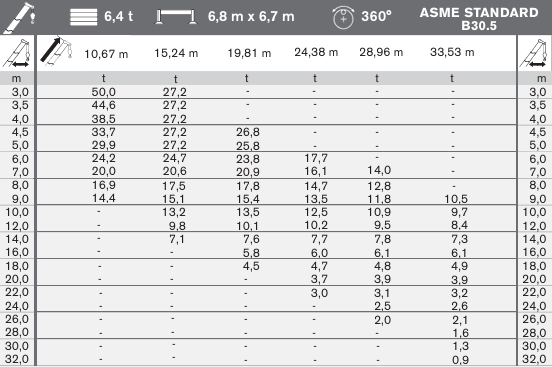 6,4 t 6,8 m x 6,7 m 360° ASME STANDARD B30.5
10,67 m 15,24 m 19,81 m 24,38 m 28,96 m 33,53 m
m t t t t t t m
3,0 50,0 27,2 - - - - 3,0
3,5 44,6 27,2 - - - - 3,5
4,0 38,5 27,2 - - - - 4,0
4,5 33,7 27,2 26,8 - - - 4,5
5,0 29,9 27,2 25,8 - - - 5,0
6,0 24,2 24,7 23,8 17,7 - - 6,0
7,0 20,0 20,6 20,9 16,1 14,0 - 7,0
8,0 16,9 17,5 17,8 14,7 12,8 - 8,0
9,0 14,4 15,1 15,4 13,5 11,8 10,5 9,0
10,0 - 13,2 13,5 12,5 10,9 9,7 10,0
12,0 - 9,8 10,1 10,2 9,5 8,4 12,0
14,0 - 7,1 7,6 7,7 7,8 7,3 14,0
16,0 - - 5,8 6,0 6,1 6,1 16,0
18,0 - - 4,5 4,7 4,8 4,9 18,0
20,0 - - - 3,7 3,9 3,9 20,0
22,0 - - - 3,0 3,1 3,2 22,0
24,0 - - - - 2,5 2,6 24,0
26,0 - - - - 2,0 2,1 26,0
28,0 - - - - - 1,6 28,0
30,0 - - - - - 1,3 30,0
32,0 - - - - - 0,9 32,0